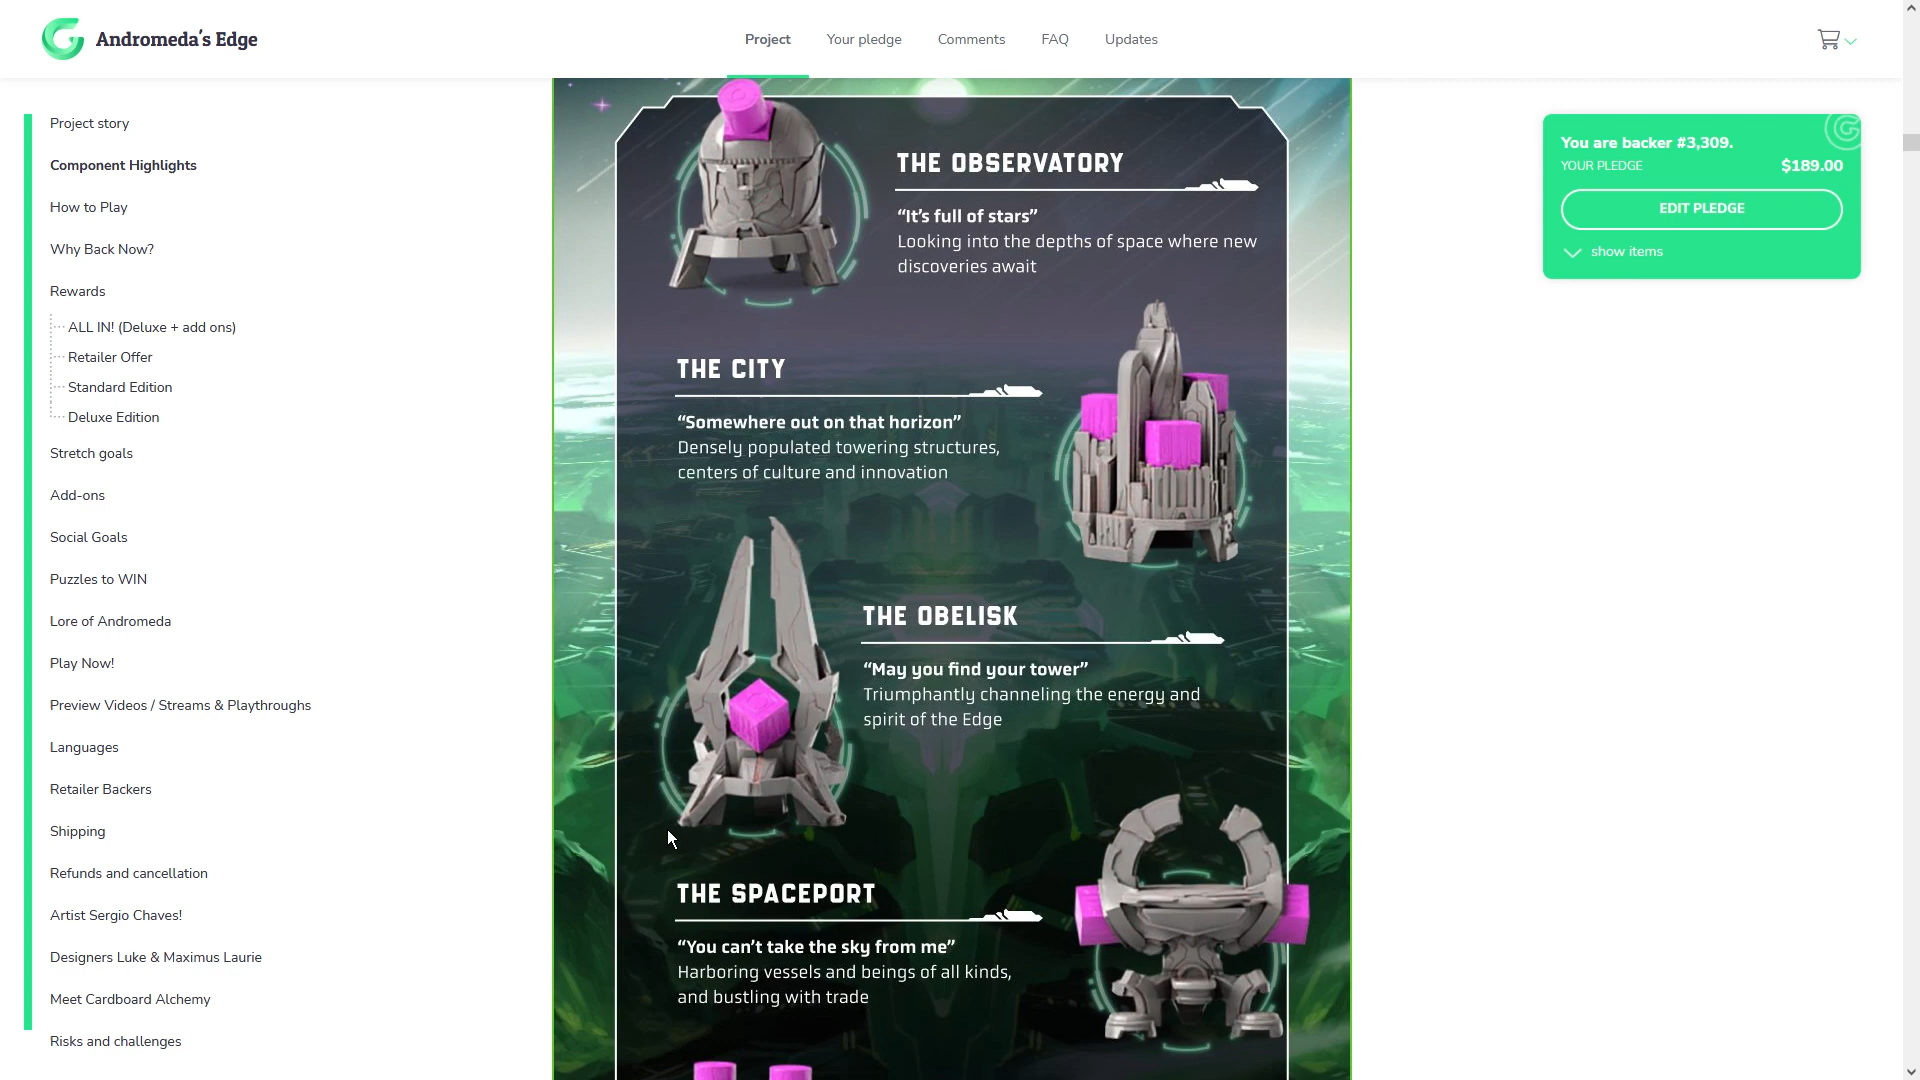 Andromeda's Edge
Project
Your pledge
Comments
FAQ
Updates
Project story
Component Highlights
How to Play
Why Back Now?
Rewards
ALL IN! (Deluxe + add ons)
Retailer Offer
Standard Edition
Deluxe Edition
Stretch goals
Add-ons
Social Goals
Puzzles to WIN
Lore of Andromeda
Play Now!
Preview Videos / Streams & Playthroughs
Languages
Retailer Backers
Shipping
Refunds and cancellation
Artist Sergio Chaves!
Designers Luke & Maximus Laurie
Meet Cardboard Alchemy
Risks and challenges
THE OBSERVATORY
“It's full of stars”
Looking into the depths of space where new
discoveries await
THE CITY
“Somewhere out on that horizon”
Densely populated towering structures,
centers of culture and innovation
THE OBELISK
“May you find your tower”
Triumphantly channeling the energy and
spirit of the Edge
THE SPACEPORT
“You can't take the sky from me”
Harboring vessels and beings of all kinds,
and bustling with trade
You are backer #3,309.
YOUR PLEDGE $189.00
EDIT PLEDGE
show items